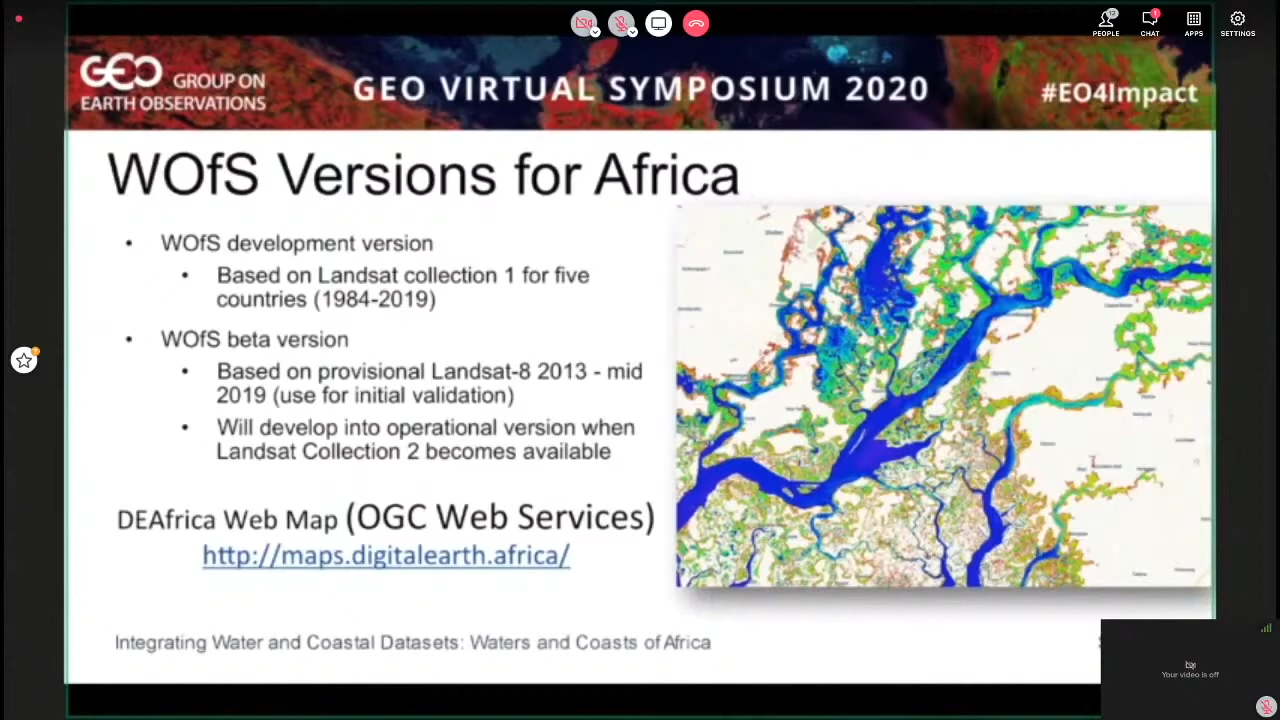 12
1
PEOPLE
CHAT
APPS
SETTINGS
GEO GROUP ON
EARTH OBSERVATIONS
GEO VIRTUAL SYMPOSIUM 2020
#EO4Impact
WOfS Versions for Africa
• WOfS development version
• Based on Landsat collection 1 for five
countries (1984-2019)
• WOfS beta version
• Based on provisional Landsat-8 2013 - mid
2019 (use for initial validation)
• Will develop into operational version when
Landsat Collection 2 becomes available
DEAfrica Web Map (OGC Web Services)
http://maps.digitalearth.africa/
Integrating Water and Coastal Datasets: Waters and Coasts of Africa
Your video is off